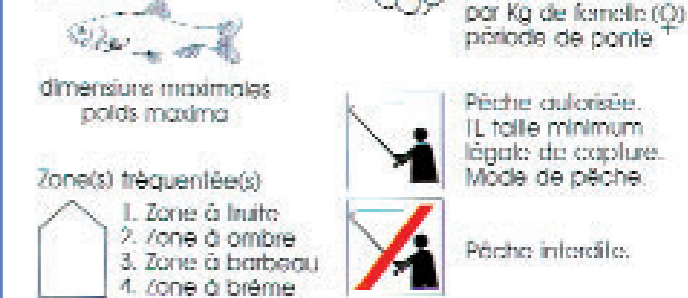 par Kg de femelle (♀)
période de ponte
dimensions maximales
poids maxima
Pêche autorisée.
TL taille minimum
légale de capture.
Mode de pêche.
Zone(s) fréquentée(s)
1. Zone à truite
2. Zone à ombre
3. Zone à barbeau
4. Zone à brème
Pêche interdite.